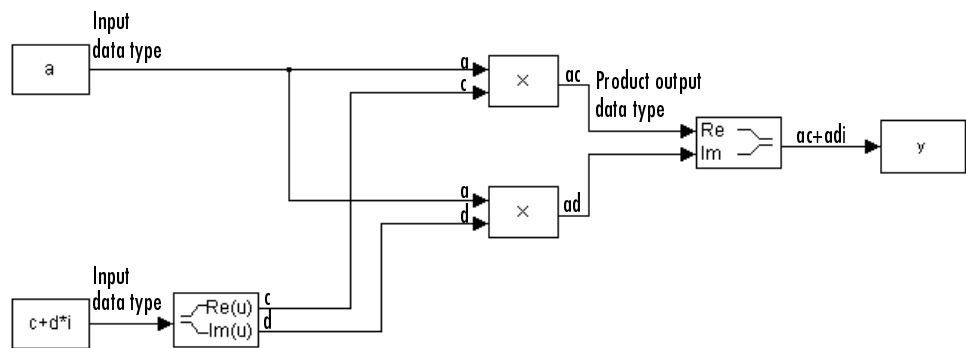 Input
data type
a
a
c
×
ac
Product output
data type
Re
Im
ac+adi
y
a
d
×
ad
Input
data type
c+d*i
Re(u)
Im(u)
c
d